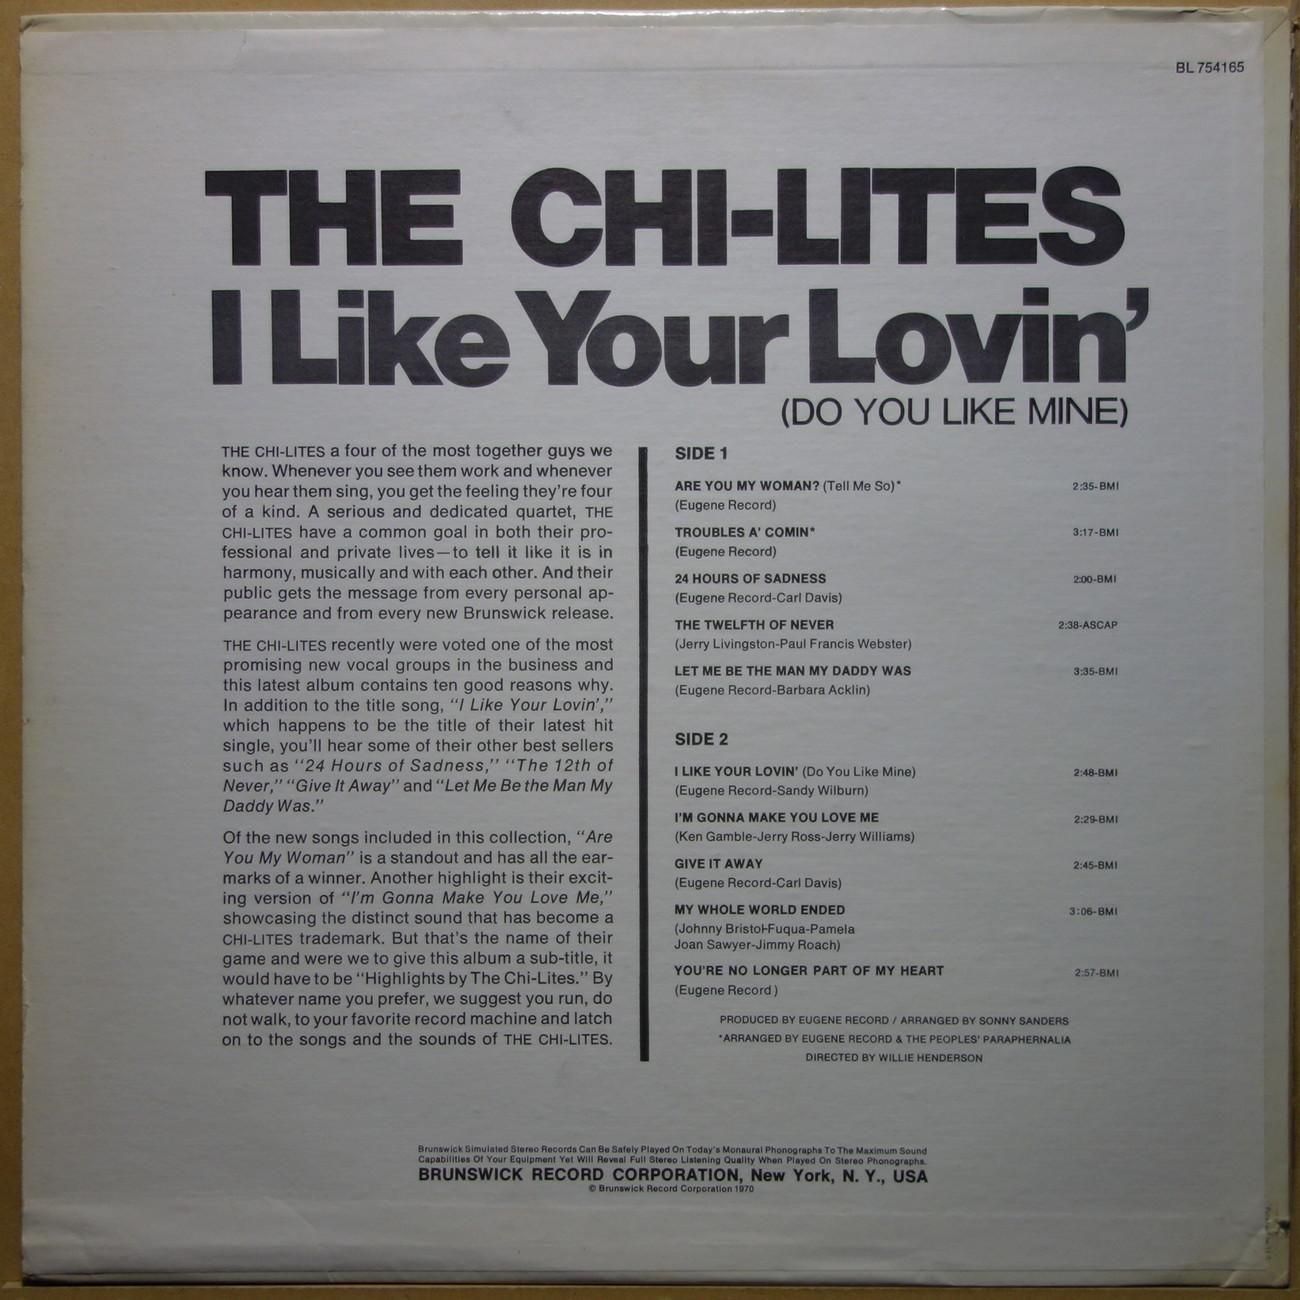 BL 754165
THE CHI-LITES
I Like Your Lovin'
(DO YOU LIKE MINE)
THE CHI-LITES a four of the most together guys we
know. Whenever you see them work and whenever
you hear them sing, you get the feeling they're four
of a kind. A serious and dedicated quartet, THE
CHI-LITES have a common goal in both their pro-
fessional and private lives—to tell it like it is in
harmony, musically and with each other. And their
public gets the message from every personal ap-
pearance and from every new Brunswick release.
THE CHI-LITES recently were voted one of the most
promising new vocal groups in the business and
this latest album contains ten good reasons why.
In addition to the title song, "I Like Your Lovin',"
which happens to be the title of their latest hit
single, you'll hear some of their other best sellers
such as "24 Hours of Sadness," "The 12th of
Never," "Give It Away" and "Let Me Be the Man My
Daddy Was."
Of the new songs included in this collection, "Are
You My Woman" is a standout and has all the ear-
marks of a winner. Another highlight is their excit-
ing version of "I'm Gonna Make You Love Me,"
showcasing the distinct sound that has become a
CHI-LITES trademark. But that's the name of their
game and were we to give this album a sub-title, it
would have to be "Highlights by The Chi-Lites." By
whatever name you prefer, we suggest you run, do
not walk, to your favorite record machine and latch
on to the songs and the sounds of THE CHI-LITES.
SIDE 1
ARE YOU MY WOMAN? (Tell Me So)* 2:35-BMI
(Eugene Record)
TROUBLES A' COMIN* 3:17-BMI
(Eugene Record)
24 HOURS OF SADNESS 2:00-BMI
(Eugene Record-Carl Davis)
THE TWELFTH OF NEVER 2:38-ASCAP
(Jerry Livingston-Paul Francis Webster)
LET ME BE THE MAN MY DADDY WAS 3:35-BMI
(Eugene Record-Barbara Acklin)
SIDE 2
I LIKE YOUR LOVIN' (Do You Like Mine) 2:48-BMI
(Eugene Record-Sandy Wilburn)
I'M GONNA MAKE YOU LOVE ME 2:29-BMI
(Ken Gamble-Jerry Ross-Jerry Williams)
GIVE IT AWAY 2:45-BMI
(Eugene Record-Carl Davis)
MY WHOLE WORLD ENDED 3:06-BMI
(Johnny Bristol-Fuqua-Pamela
Joan Sawyer-Jimmy Roach)
YOU'RE NO LONGER PART OF MY HEART 2:57-BMI
(Eugene Record)
PRODUCED BY EUGENE RECORD / ARRANGED BY SONNY SANDERS
*ARRANGED BY EUGENE RECORD & THE PEOPLES' PARAPHERNALIA
DIRECTED BY WILLIE HENDERSON
Brunswick Simulated Stereo Records Can Be Safely Played On Today's Monaural Phonographs To The Maximum Sound
Capabilities Of Your Equipment Yet Will Reveal Full Stereo Listening Quality When Played On Stereo Phonographs.
BRUNSWICK RECORD CORPORATION, New York, N. Y., USA
© Brunswick Record Corporation 1970